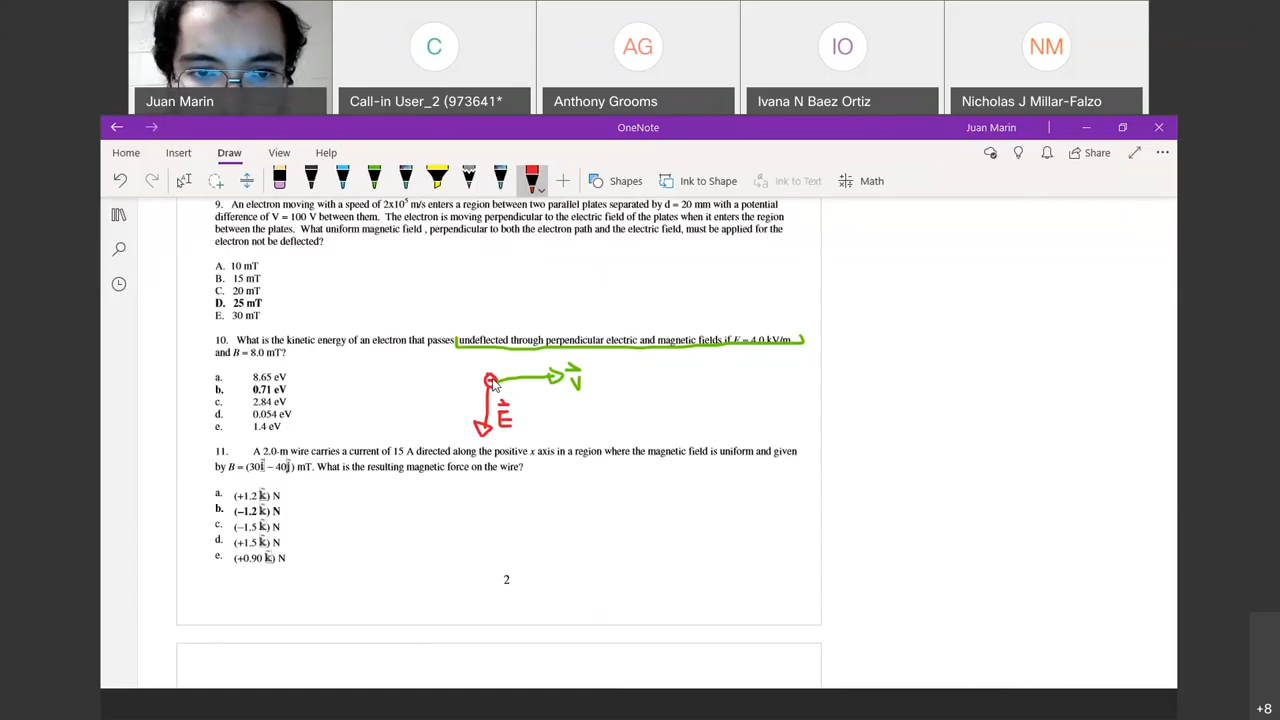 C
AG
IO
NM
Juan Marin
Call-in User_2 (973641*
Anthony Grooms
Ivana N Baez Ortiz
Nicholas J Millar-Falzo
OneNote
Juan Marin
Home Insert Draw View Help
Share
Shapes
Ink to Shape
Ink to Text
Math
9. An electron moving with a speed of 2x10⁵ m/s enters a region between two parallel plates separated by d = 20 mm with a potential
difference of V = 100 V between them. The electron is moving perpendicular to the electric field of the plates when it enters the region
between the plates. What uniform magnetic field , perpendicular to both the electron path and the electric field, must be applied for the
electron not be deflected?
A. 10 mT
B. 15 mT
C. 20 mT
D. 25 mT
E. 30 mT
10. What is the kinetic energy of an electron that passes undeflected through perpendicular electric and magnetic fields if E = 4.0 kV/m
and B = 8.0 mT?
a. 8.65 eV
b. 0.71 eV
c. 2.84 eV
d. 0.054 eV
e. 1.4 eV
V
E
11. A 2.0-m wire carries a current of 15 A directed along the positive x axis in a region where the magnetic field is uniform and given
by B = (30î − 40ĵ) mT. What is the resulting magnetic force on the wire?
a. (+1.2 k̂) N
b. (−1.2 k̂) N
c. (−1.5 k̂) N
d. (+1.5 k̂) N
e. (+0.90 k̂) N
2
+8